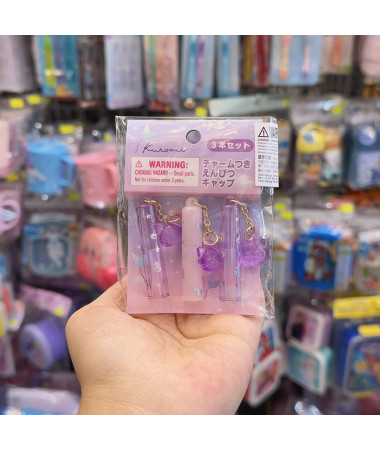 Kuromi
3本セット
WARNING:
CHOKING HAZARD - Small parts.
Not for children under 3 years.
チャームつき
えんぴつ
キャップ